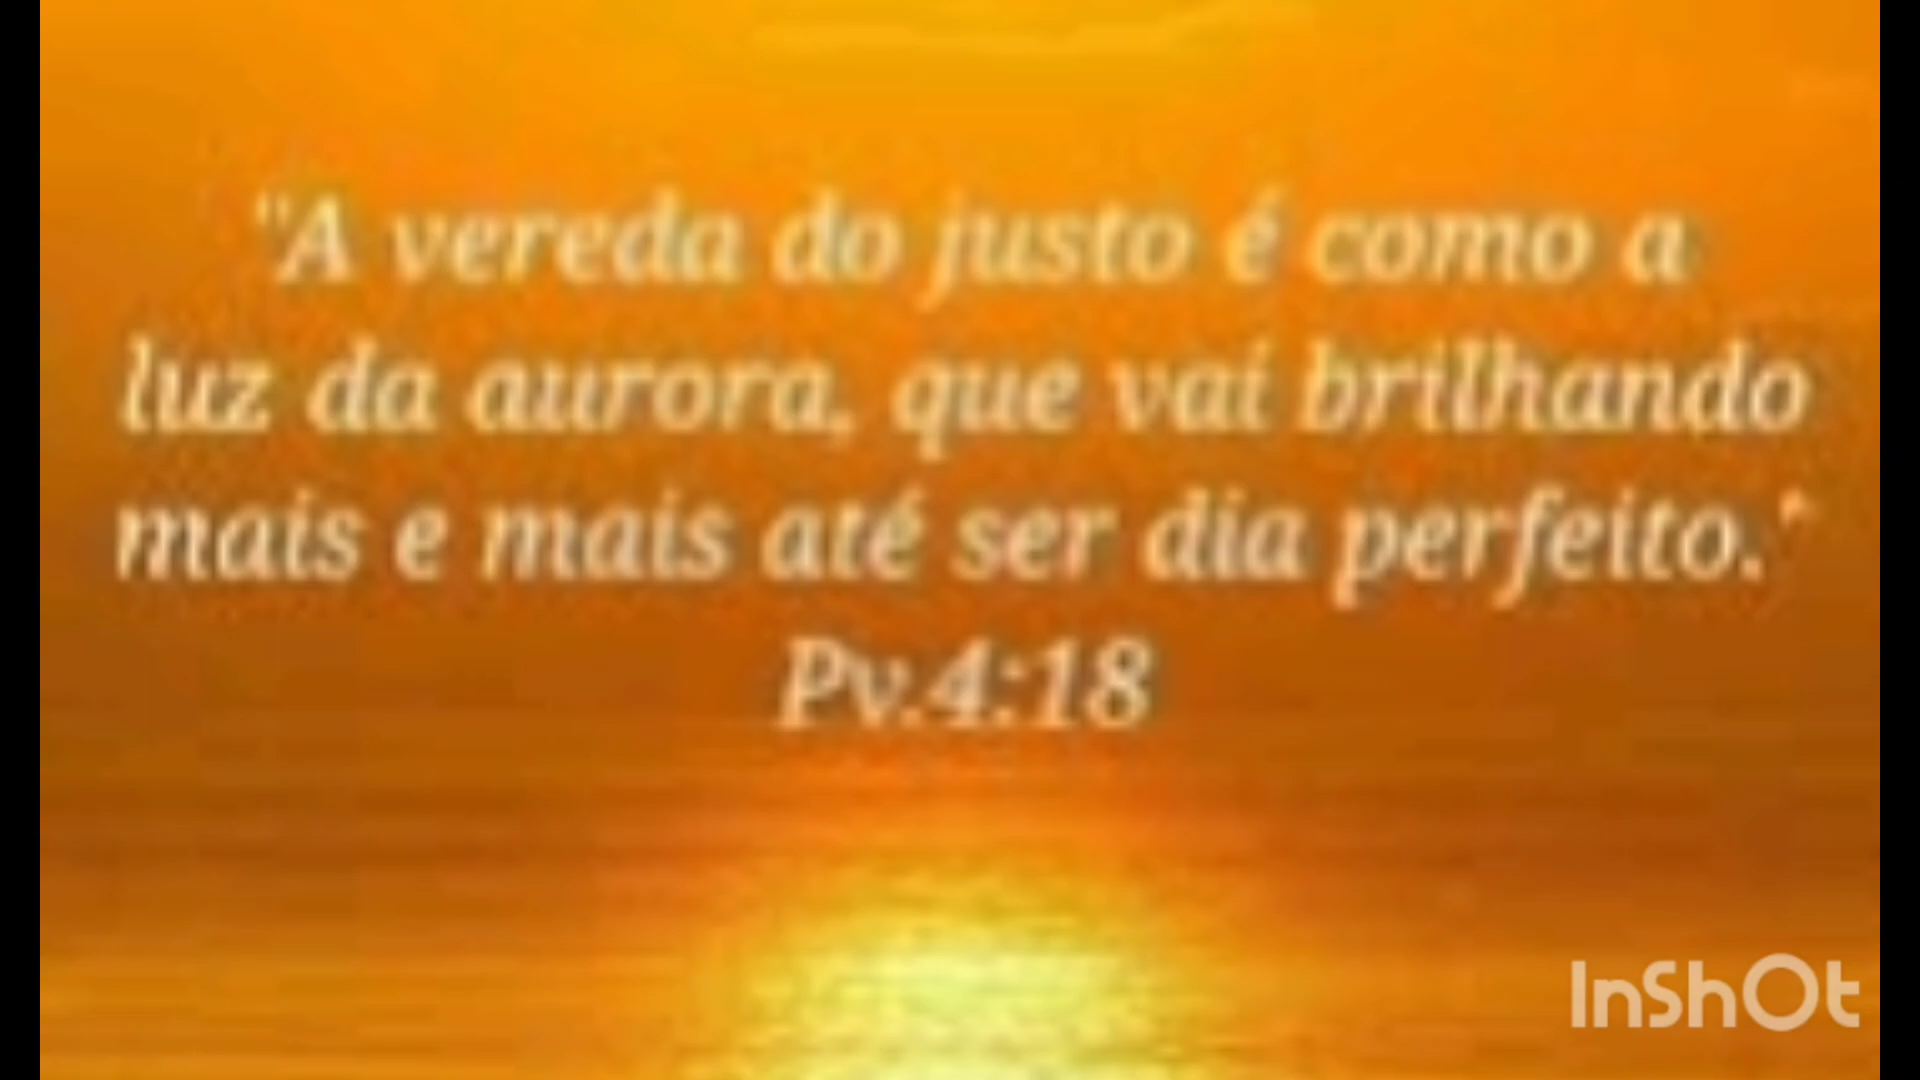 "A vereda do justo é como a
luz da aurora, que vai brilhando
mais e mais até ser dia perfeito."
Pv.4:18
InShOt